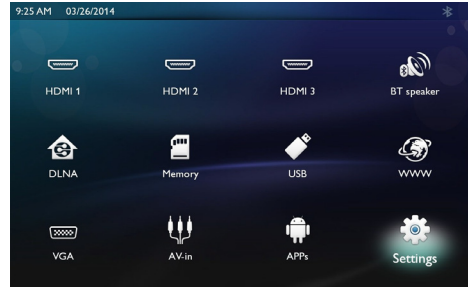 9:25 AM 03/26/2014
HDMI 1 HDMI 2 HDMI 3 BT speaker
DLNA Memory USB WWW
VGA AV-in APPs Settings